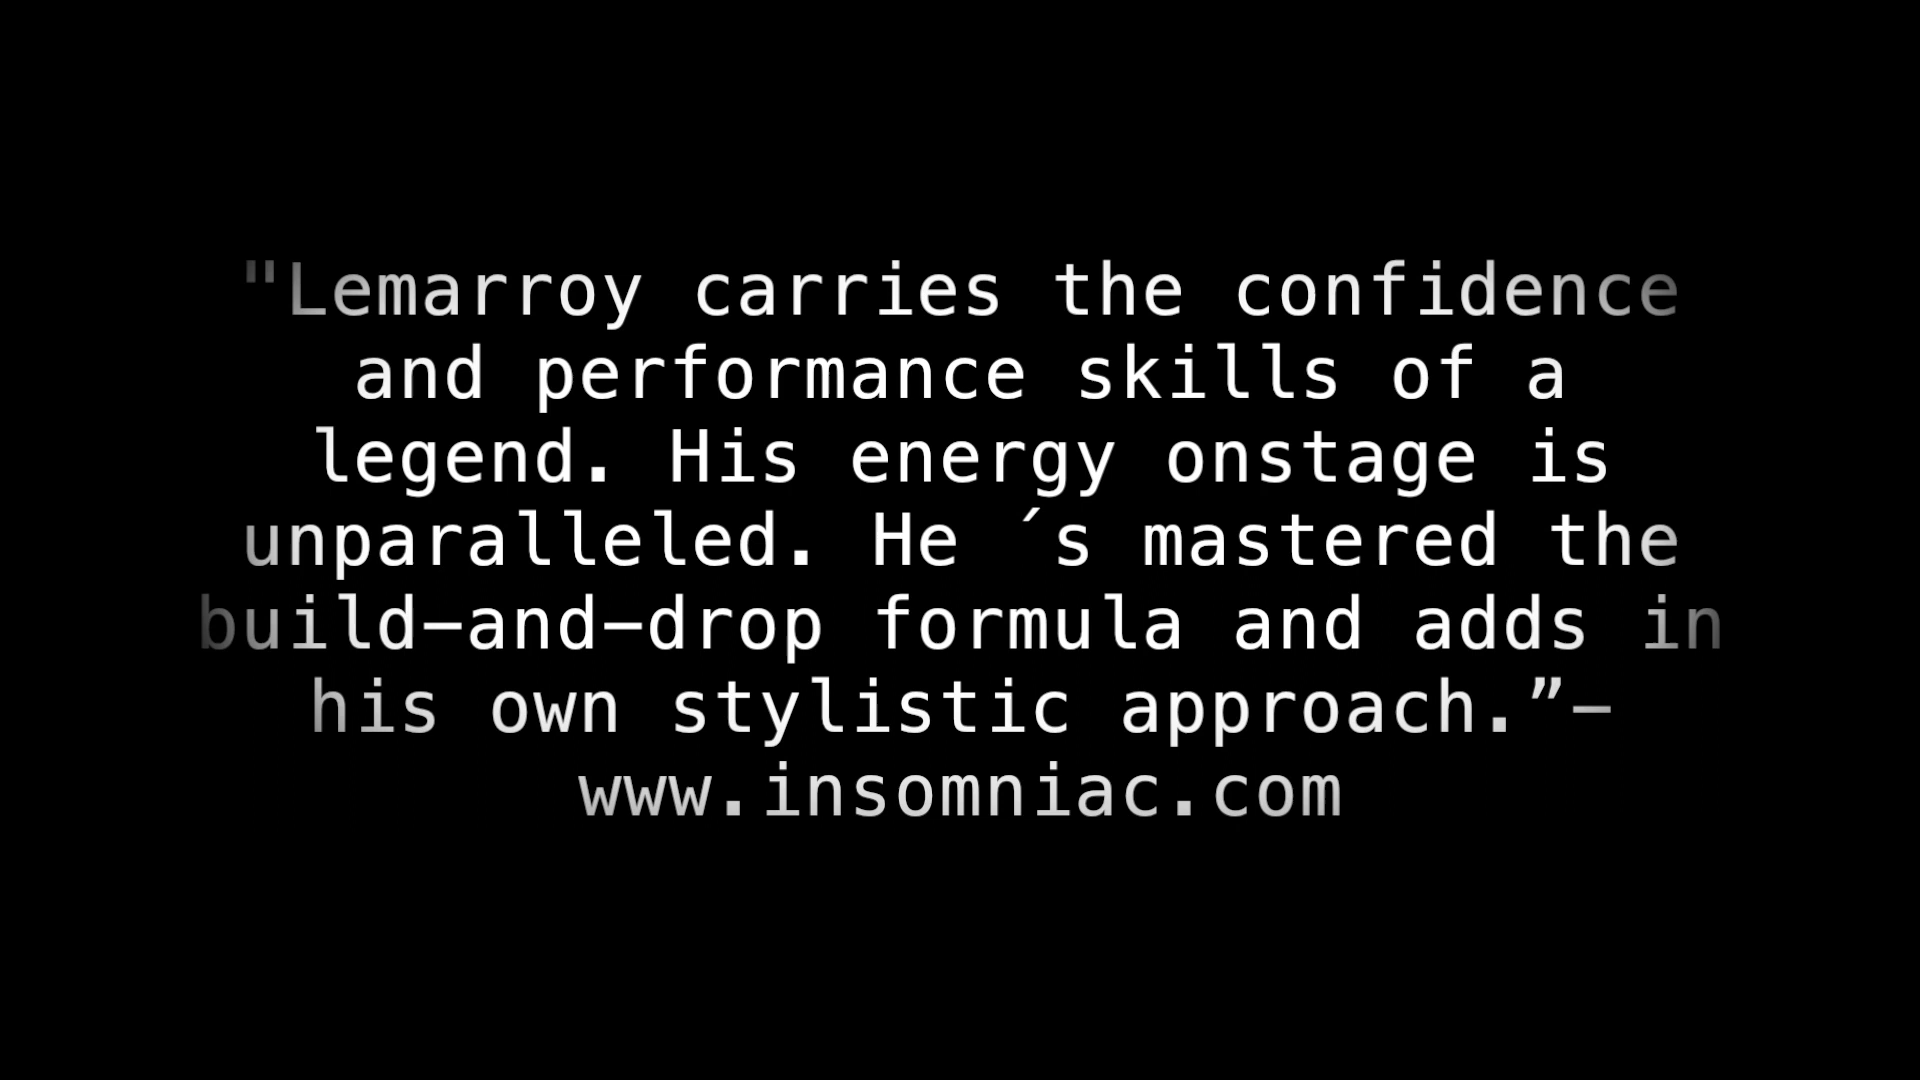 "Lemarroy carries the confidence
and performance skills of a
legend. His energy onstage is
unparalleled. He ´s mastered the
build-and-drop formula and adds in
his own stylistic approach.”-
www.insomniac.com